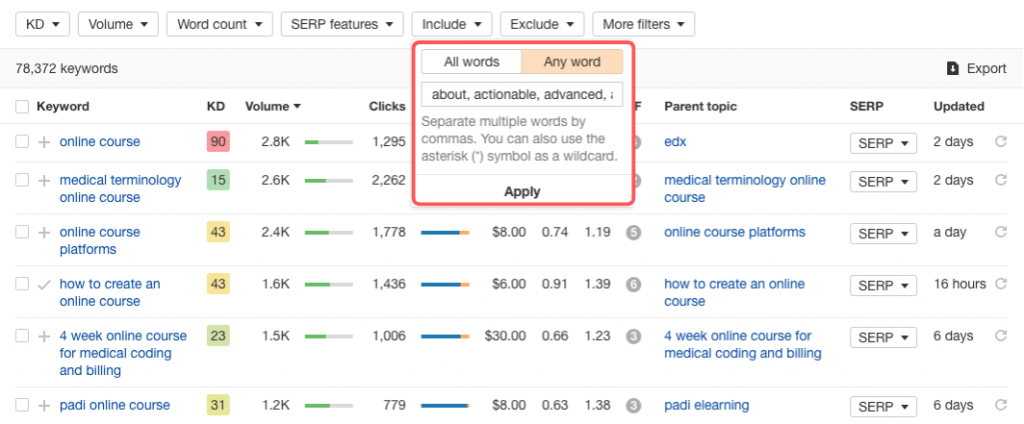 KD Volume Word count SERP features Include Exclude More filters
78,372 keywords Export
All words Any word
about, actionable, advanced,
Separate multiple words by
commas. You can also use the
asterisk (*) symbol as a wildcard.
Apply
Keyword KD Volume Clicks F Parent topic SERP Updated
online course 90 2.8K 1,295 edx SERP 2 days
medical terminology 15 2.6K 2,262 medical terminology online SERP 2 days
online course course
online course 43 2.4K 1,778 $8.00 0.74 1.19 5 online course platforms SERP a day
platforms
how to create an 43 1.6K 1,436 $6.00 0.91 1.39 6 how to create an SERP 16 hours
online course online course
4 week online course 23 1.5K 1,006 $30.00 0.66 1.23 3 4 week online course for SERP 6 days
for medical coding medical coding and billing
and billing
padi online course 31 1.2K 779 $8.00 0.63 1.38 3 padi elearning SERP 6 days